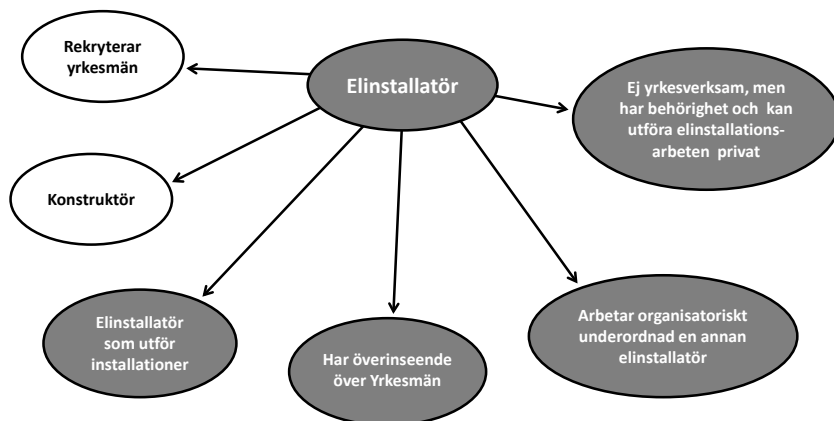 Rekryterar
yrkesmän
Elinstallatör
Ej yrkesverksam, men
har behörighet och kan
utföra elinstallations-
arbeten privat
Konstruktör
Elinstallatör
som utför
installationer
Har överinseende
över Yrkesmän
Arbetar organisatoriskt
underordnad en annan
elinstallatör